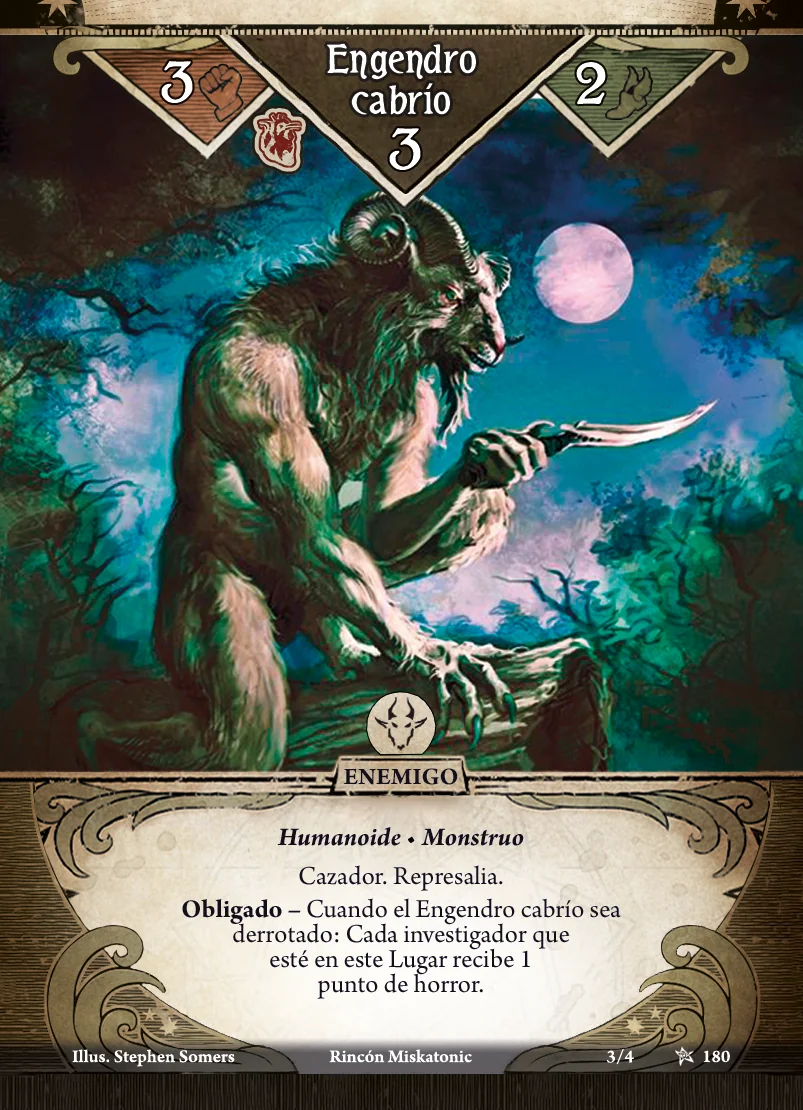 Engendro
cabrío
3
3
2
ENEMIGO
Humanoide • Monstruo
Cazador. Represalia.
Obligado – Cuando el Engendro cabrío sea
derrotado: Cada investigador que
esté en este Lugar recibe 1
punto de horror.
Illus. Stephen Somers Rincón Miskatonic 3/4 180